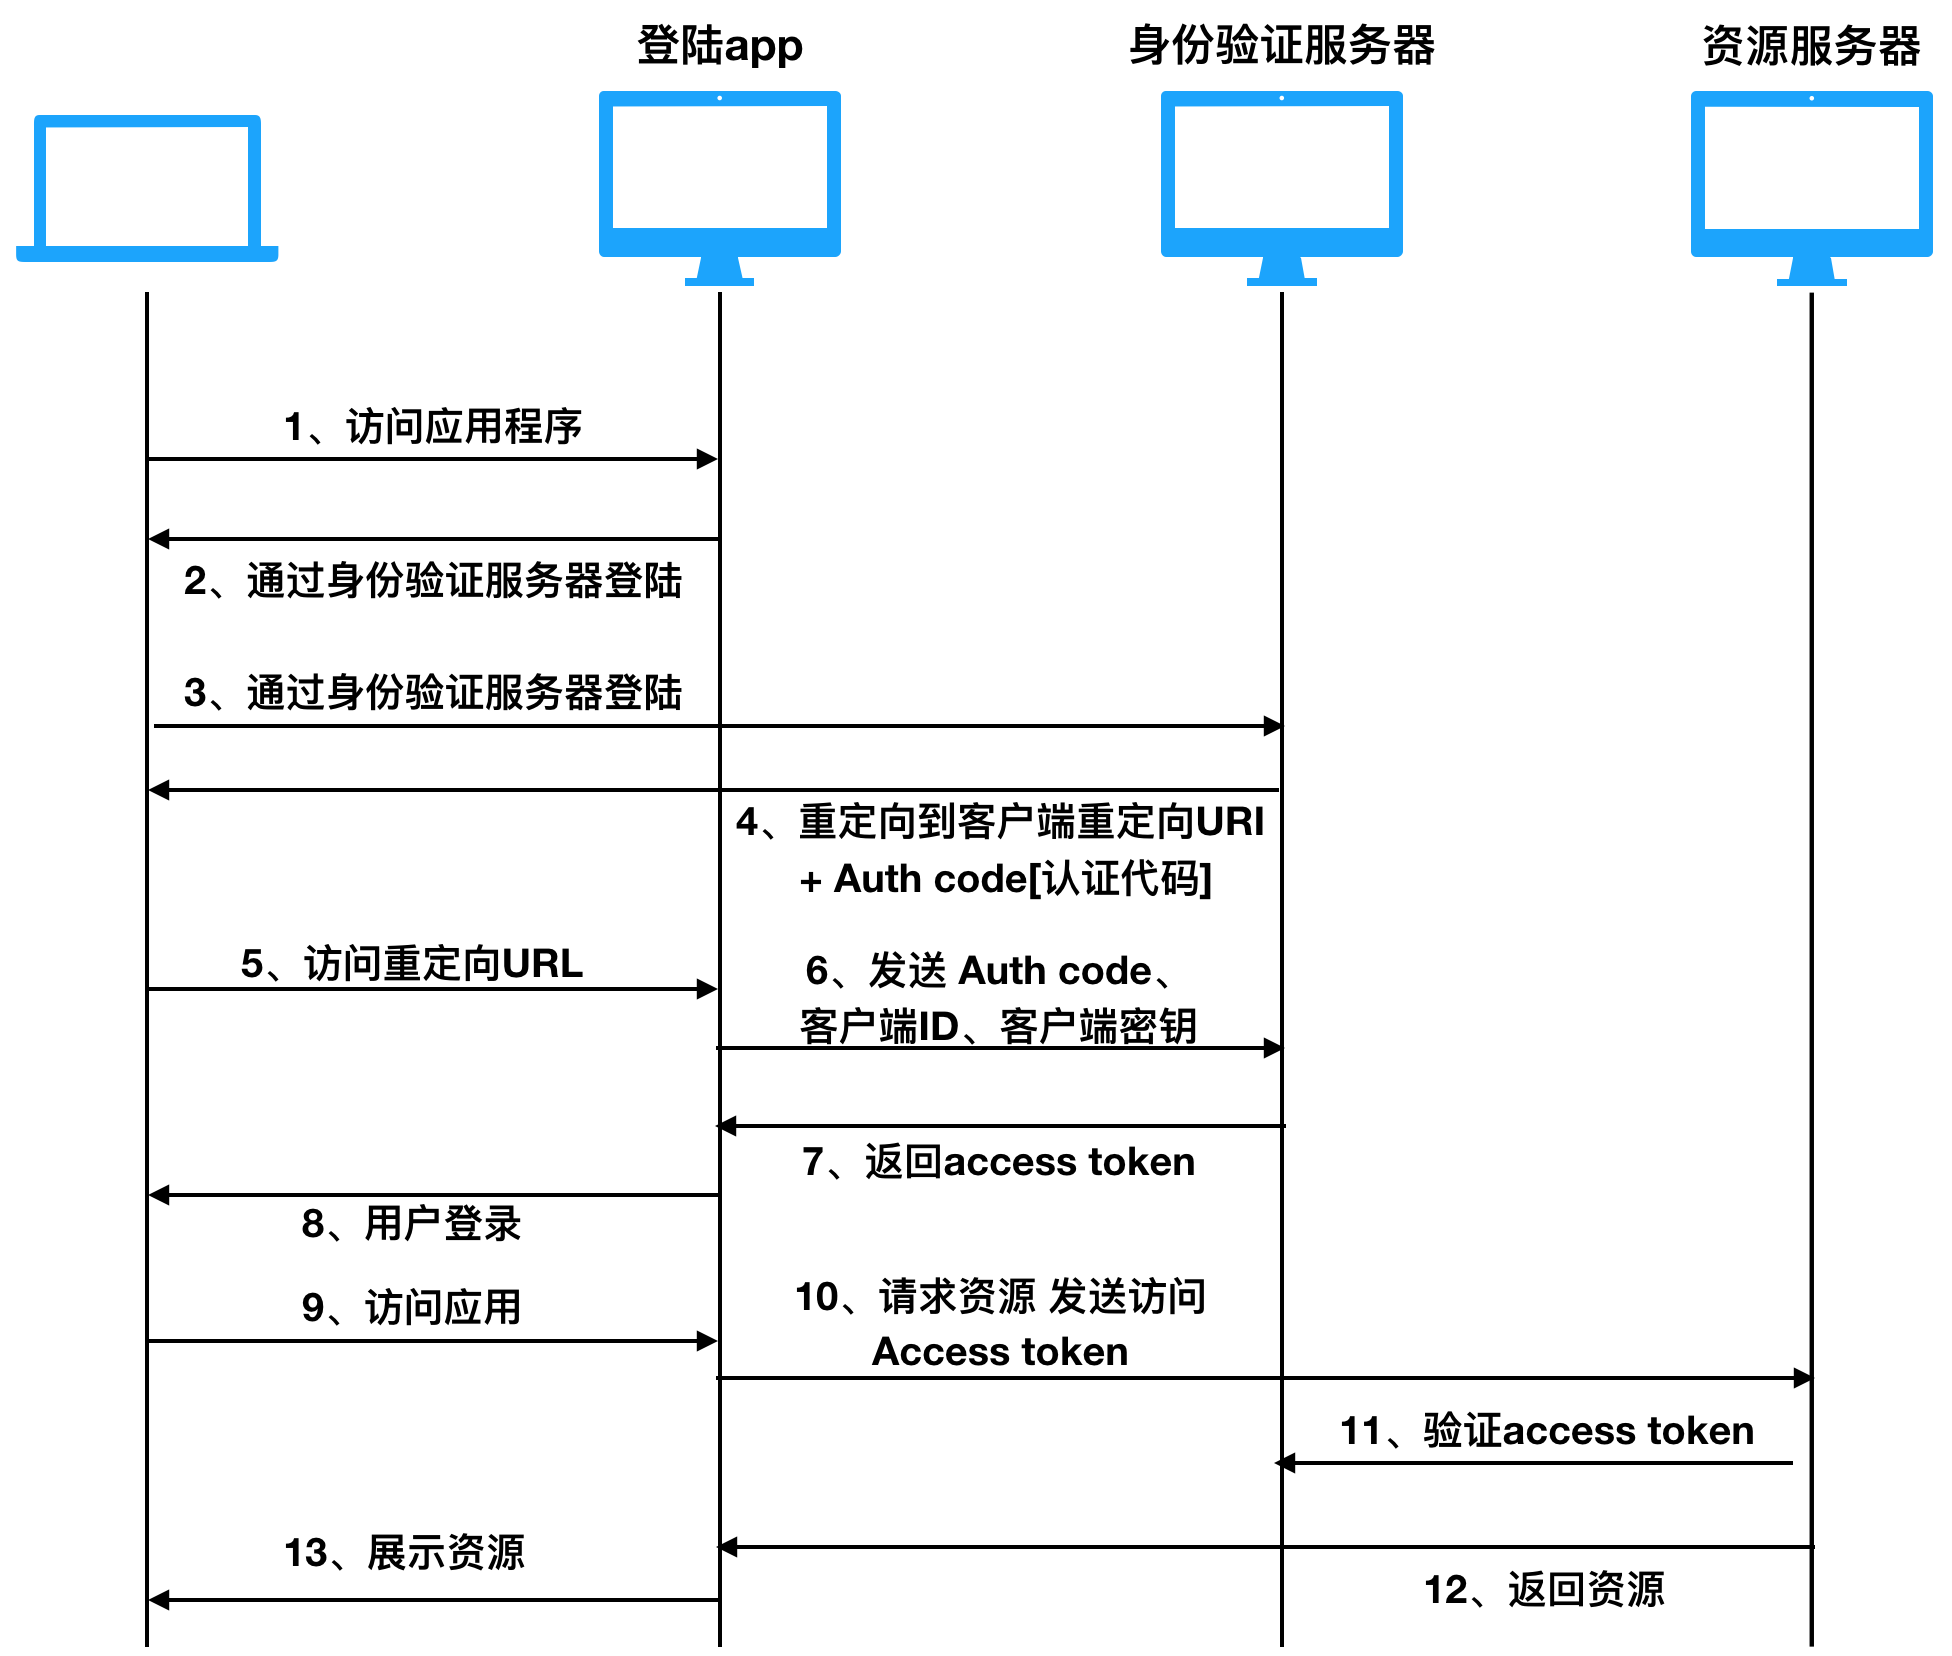 登陆app
身份验证服务器
资源服务器
1、访问应用程序
2、通过身份验证服务器登陆
3、通过身份验证服务器登陆
4、重定向到客户端重定向URI
+ Auth code[认证代码]
5、访问重定向URL
6、发送 Auth code、
客户端ID、客户端密钥
7、返回access token
8、用户登录
9、访问应用
10、请求资源 发送访问
Access token
11、验证access token
12、返回资源
13、展示资源